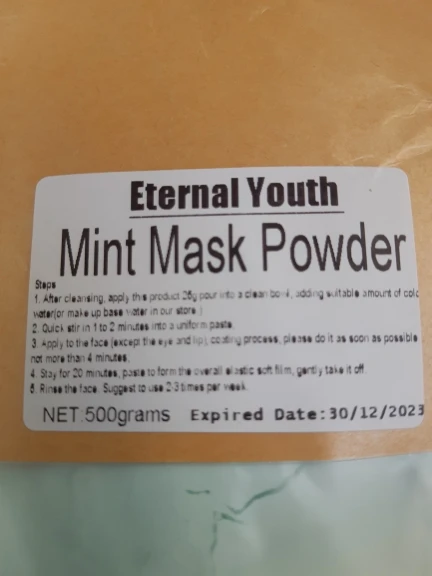 Eternal Youth
Mint Mask Powder
Steps
1. After cleansing, apply this product 25g pour into a clean bowl, adding suitable amount of cold
water(or make up base water in our store.)
2. Quick stir in 1 to 2 minutes into a uniform paste.
3. Apply to the face (except the eye and lip), coating process, please do it as soon as possible
not more than 4 minutes.
4. Stay for 20 minutes, paste to form the overall elastic soft film, gently take it off.
5. Rinse the face. Suggest to use 2-3 times per week.
NET:500grams Expired Date:30/12/2023